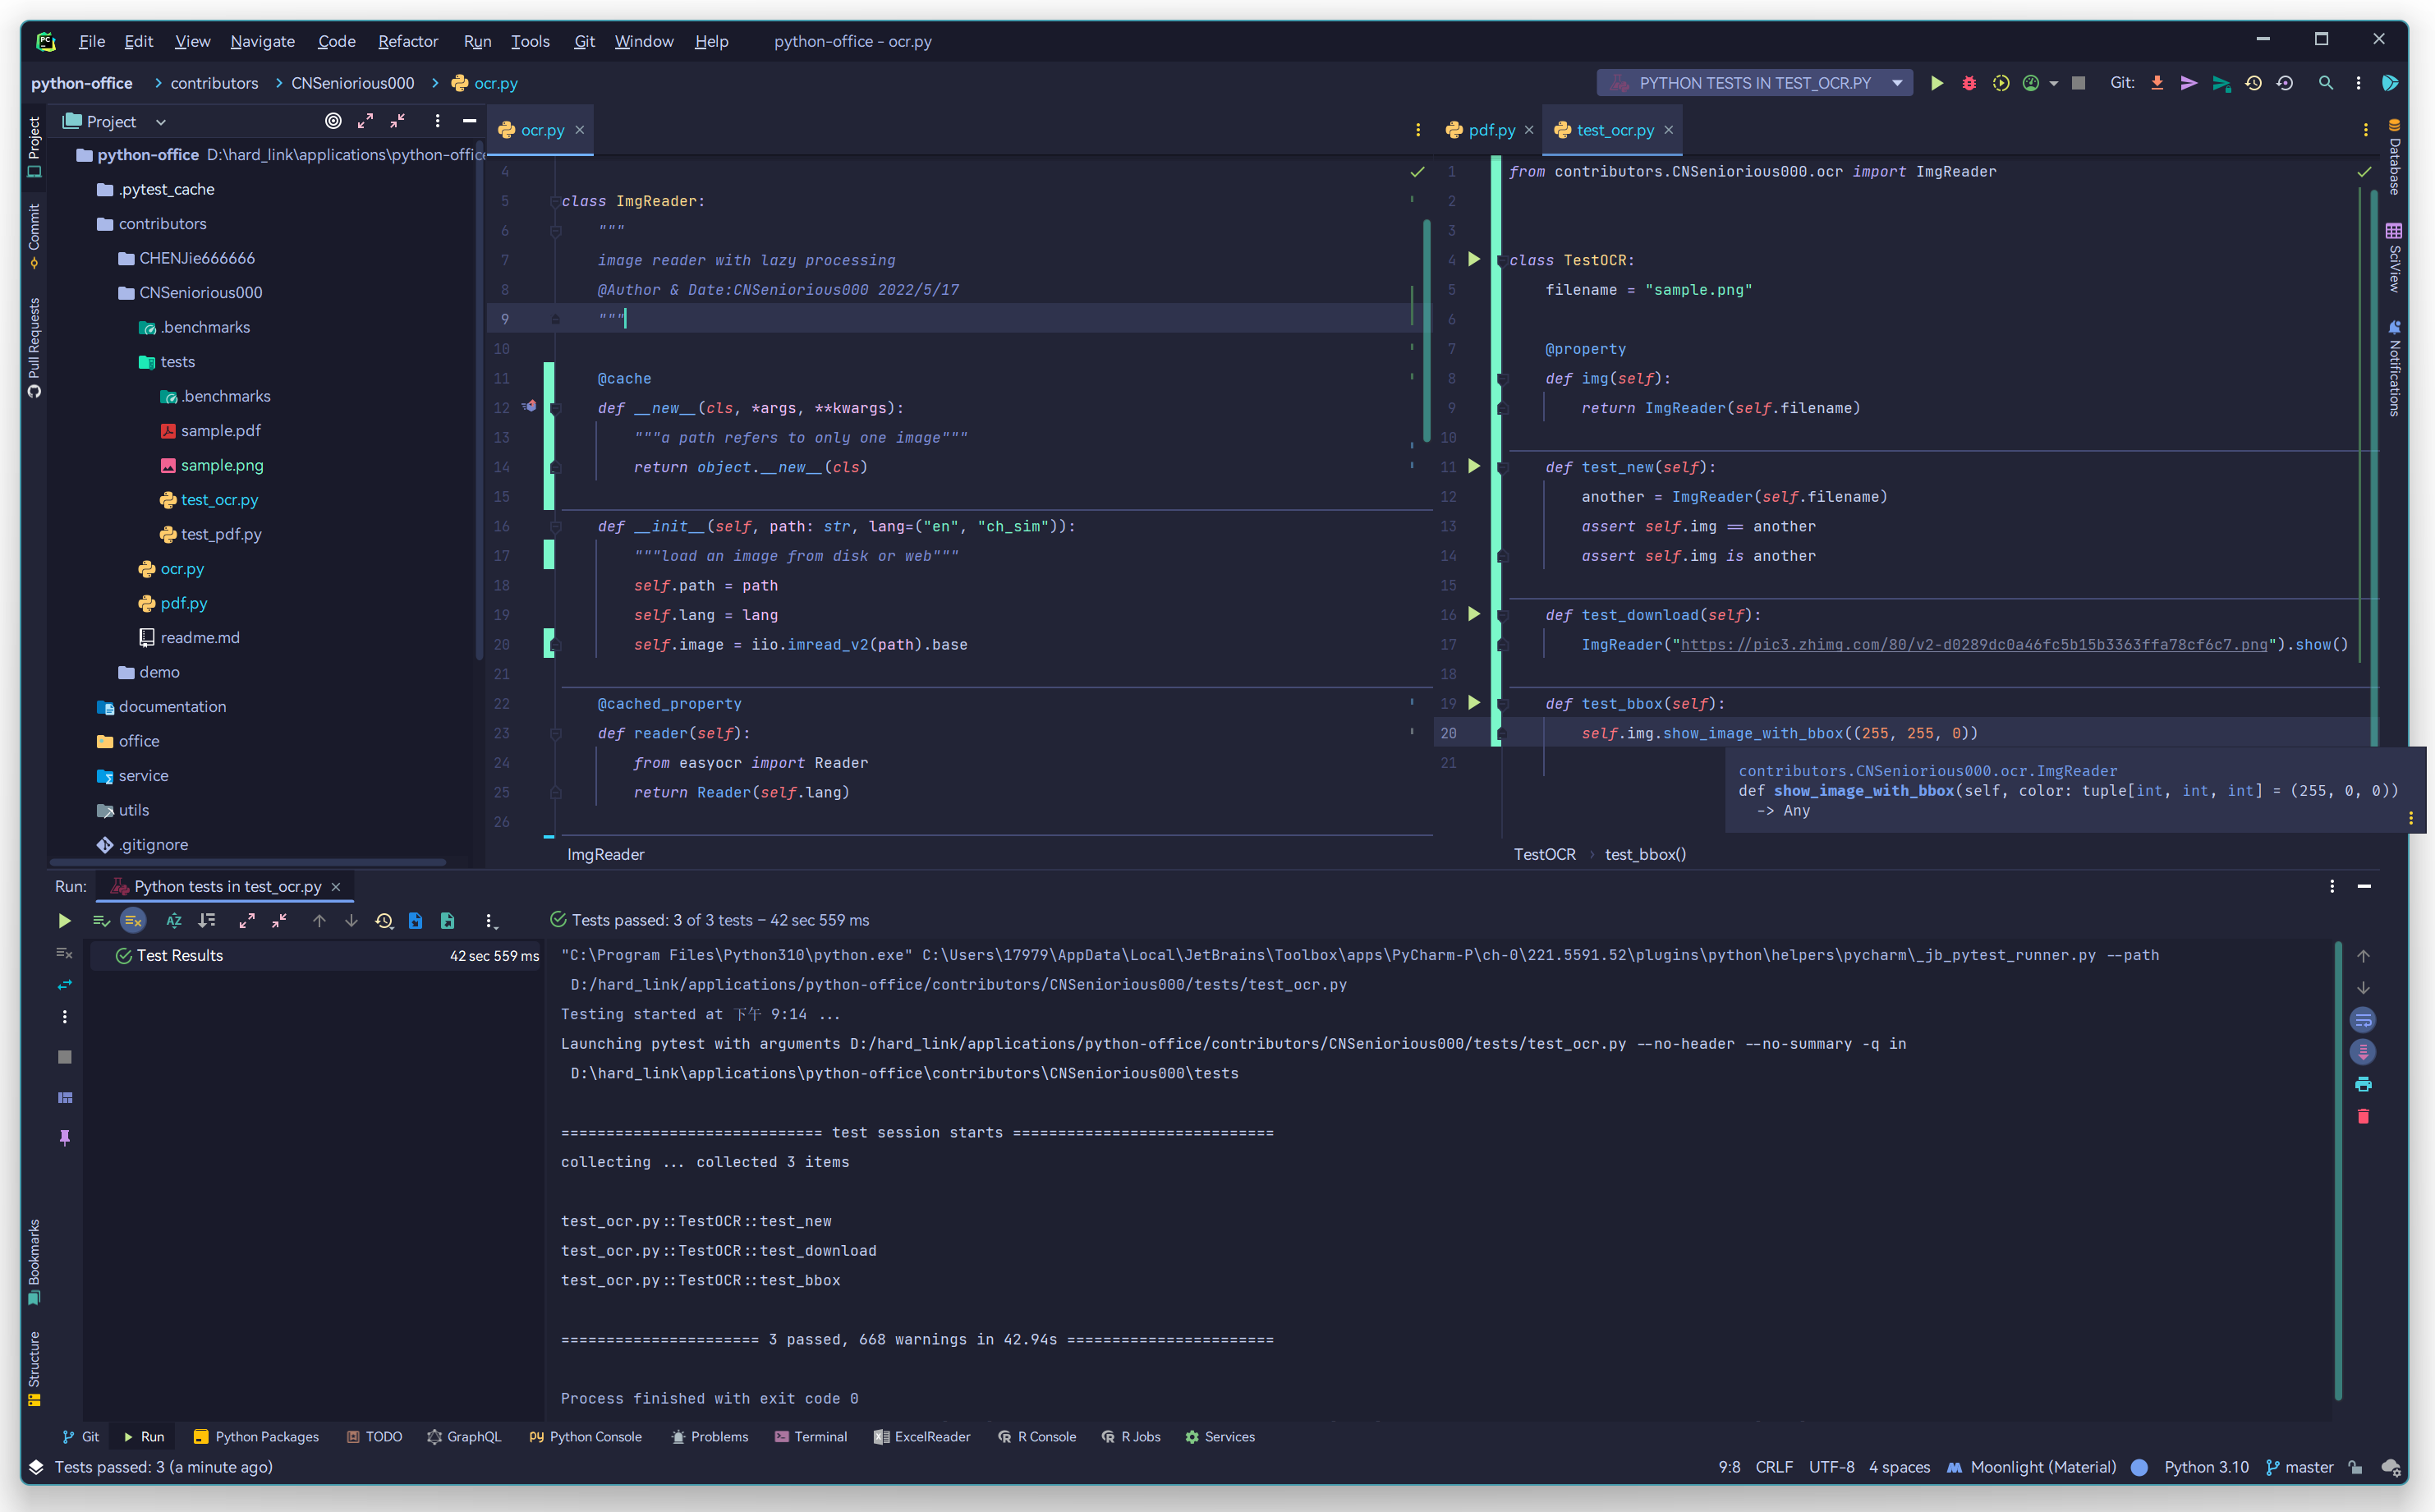 File Edit View Navigate Code Refactor Run Tools Git Window Help python-office - ocr.py
python-office > contributors > CNSeniorious000 > ocr.py
PYTHON TESTS IN TEST_OCR.PY
Git:
Project
Commit
Pull Requests
Bookmarks
Structure
Project
python-office D:\hard_link\applications\python-offic
.pytest_cache
contributors
CHENJie666666
CNSeniorious000
.benchmarks
tests
.benchmarks
sample.pdf
sample.png
test_ocr.py
test_pdf.py
ocr.py
pdf.py
readme.md
demo
documentation
office
service
utils
.gitignore
ocr.py
4
5 class ImgReader:
6 """
7 image reader with lazy processing
8 @Author & Date:CNSeniorious000 2022/5/17
9 """
10
11 @cache
12 def __new__(cls, *args, **kwargs):
13 """a path refers to only one image"""
14 return object.__new__(cls)
15
16 def __init__(self, path: str, lang=("en", "ch_sim")):
17 """load an image from disk or web"""
18 self.path = path
19 self.lang = lang
20 self.image = iio.imread_v2(path).base
21
22 @cached_property
23 def reader(self):
24 from easyocr import Reader
25 return Reader(self.lang)
26
ImgReader
pdf.py
test_ocr.py
1 from contributors.CNSeniorious000.ocr import ImgReader
2
3
4 class TestOCR:
5 filename = "sample.png"
6
7 @property
8 def img(self):
9 return ImgReader(self.filename)
10
11 def test_new(self):
12 another = ImgReader(self.filename)
13 assert self.img == another
14 assert self.img is another
15
16 def test_download(self):
17 ImgReader("https://pic3.zhimg.com/80/v2-d0289dc0a46fc5b15b3363ffa78cf6c7.png").show()
18
19 def test_bbox(self):
20 self.img.show_image_with_bbox((255, 255, 0))
21
contributors.CNSeniorious000.ocr.ImgReader
def show_image_with_bbox(self, color: tuple[int, int, int] = (255, 0, 0))
-> Any
TestOCR > test_bbox()
Database
SciView
Notifications
Run: Python tests in test_ocr.py
Tests passed: 3 of 3 tests – 42 sec 559 ms
Test Results 42 sec 559 ms
"C:\Program Files\Python310\python.exe" C:\Users\17979\AppData\Local\JetBrains\Toolbox\apps\PyCharm-P\ch-0\221.5591.52\plugins\python\helpers\pycharm\_jb_pytest_runner.py --path
D:/hard_link/applications/python-office/contributors/CNSeniorious000/tests/test_ocr.py
Testing started at 下午 9:14 ...
Launching pytest with arguments D:/hard_link/applications/python-office/contributors/CNSeniorious000/tests/test_ocr.py --no-header --no-summary -q in
D:\hard_link\applications\python-office\contributors\CNSeniorious000\tests
============================= test session starts =============================
collecting ... collected 3 items
test_ocr.py::TestOCR::test_new
test_ocr.py::TestOCR::test_download
test_ocr.py::TestOCR::test_bbox
====================== 3 passed, 668 warnings in 42.94s =======================
Process finished with exit code 0
Git Run Python Packages TODO GraphQL Python Console Problems Terminal ExcelReader R Console R Jobs Services
Tests passed: 3 (a minute ago)
9:8 CRLF UTF-8 4 spaces Moonlight (Material) Python 3.10 master